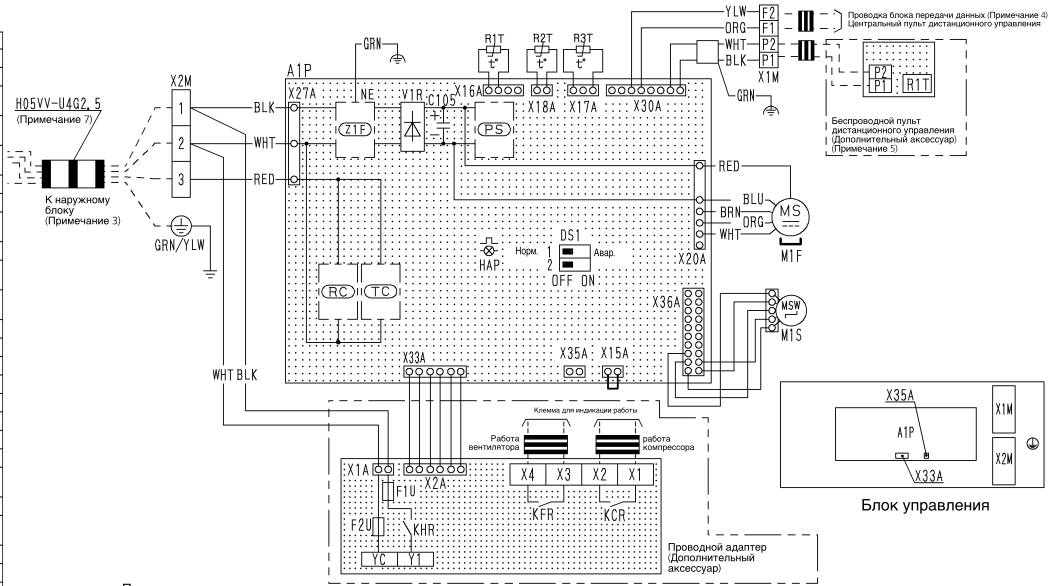 YLW F2
ORG F1
WHT P2
BLK P1
X1M
Проводка блока передачи данных (Примечание 4)
Центральный пульт дистанционного управления
P2
P1
R1T
Беспроводной пульт
дистанционного управления
(Дополнительный аксессуар)
(Примечание 5)
GRN
GRN
R1T
R2T
R3T
t°
t°
t°
A1P
X16A
X18A
X17A
X30A
X2M
H05VV-U4G2,5
(Примечание 7)
1
2
3
К наружному
блоку
(Примечание 3)
GRN/YLW
BLK
WHT
RED
X27A
NE
V1R
C105
Z1F
PS
+
−
RED
BLU
BRN
ORG
WHT
MS
M1F
X20A
HAP
DS1
Норм.
1
2
Авар.
OFF ON
RC
TC
X36A
MSW
M1S
X33A
X35A
X15A
WHT BLK
Клемма для индикации работы
Работа
вентилятора
работа
компрессора
X1A
X2A
X4 X3 X2 X1
F1U
F2U
KHR
KFR
KCR
YC Y1
Проводной адаптер
(Дополнительный
аксессуар)
X35A
A1P
X33A
X1M
X2M
Блок управления